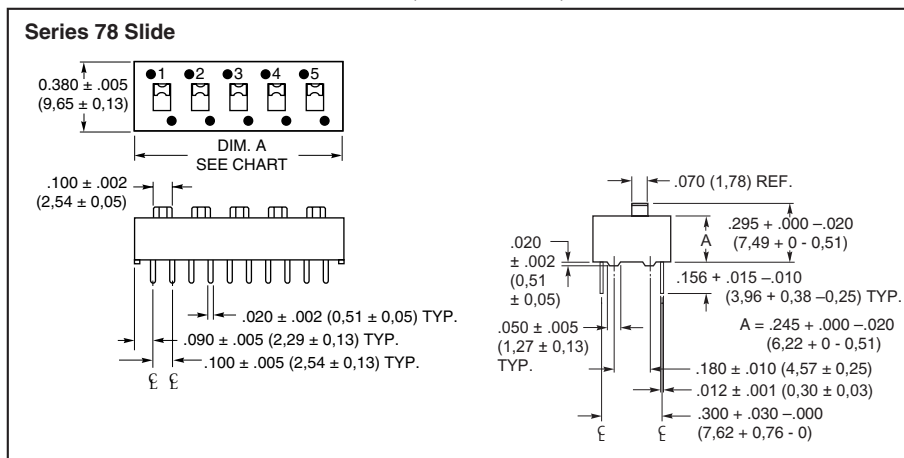 Series 78 Slide
0.380 ± .005
(9,65 ± 0,13)
1 2 3 4 5
DIM. A
SEE CHART
.100 ± .002
(2,54 ± 0,05)
.020 ± .002 (0,51 ± 0,05) TYP.
.090 ± .005 (2,29 ± 0,13) TYP.
.100 ± .005 (2,54 ± 0,13) TYP.
℄ ℄
.070 (1,78) REF.
A
.295 + .000 –.020
(7,49 + 0 - 0,51)
.020
± .002
(0,51
± 0,05)
.156 + .015 –.010
(3,96 + 0,38 –0,25) TYP.
.050 ± .005
(1,27 ± 0,13)
TYP.
A = .245 + .000 –.020
(6,22 + 0 - 0,51)
.180 ± .010 (4,57 ± 0,25)
.012 ± .001 (0,30 ± 0,03)
.300 + .030 –.000
(7,62 + 0,76 - 0)
℄ ℄